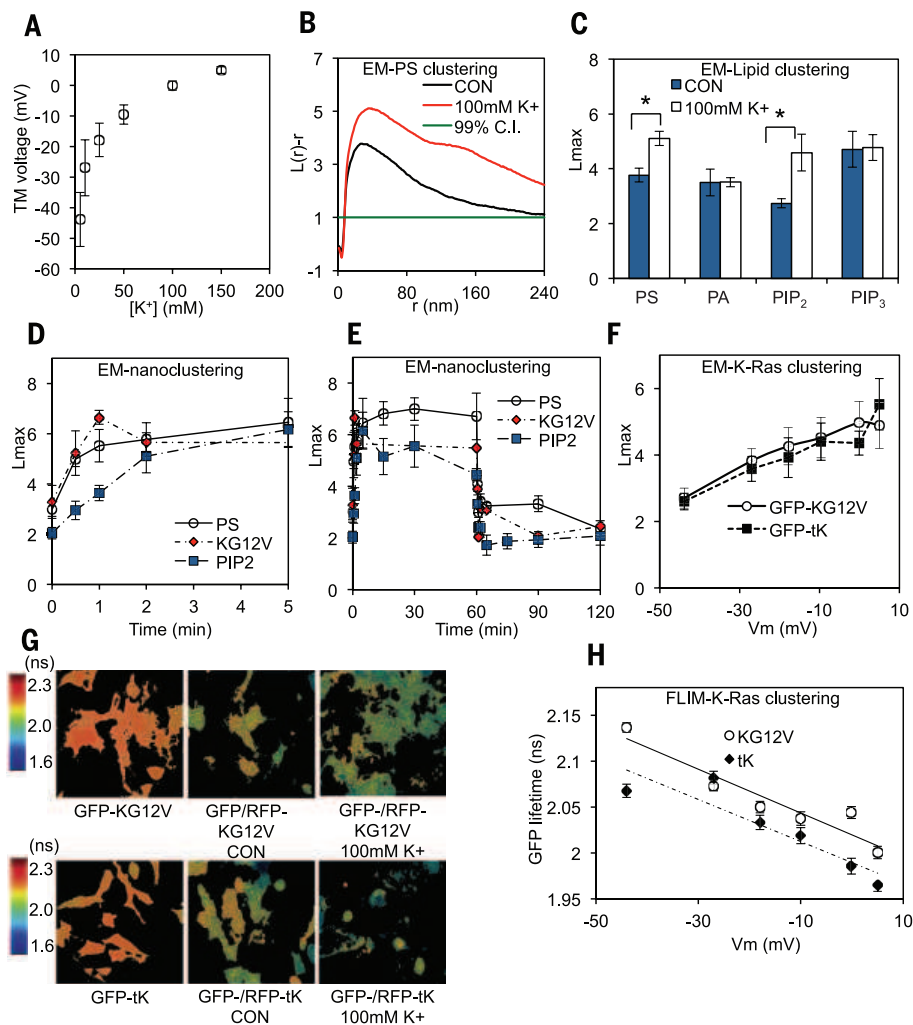 A
TM voltage (mV)
10
0
-10
-20
-30
-40
-50
-60
0 50 100 150 200
[K+] (mM)
B
EM-PS clustering
CON
100mM K+
99% C.I.
L(r)-r
7
5
3
1
-1
0 60 120 180 240
r (nm)
C
EM-Lipid clustering
CON
100mM K+
*
*
Lmax
8
6
4
2
0
PS PA PIP2 PIP3
D
EM-nanoclustering
Lmax
8
6
4
2
0
PS
KG12V
PIP2
0 1 2 3 4 5
Time (min)
E
EM-nanoclustering
PS
KG12V
PIP2
Lmax
8
6
4
2
0
0 30 60 90 120
Time (min)
F
EM-K-Ras clustering
Lmax
6
4
2
0
GFP-KG12V
GFP-tK
-50 -30 -10 10
Vm (mV)
G
(ns)
2.3
2.0
1.6
GFP-KG12V
GFP/RFP-
KG12V
CON
GFP-/RFP-
KG12V
100mM K+
(ns)
2.3
2.0
1.6
GFP-tK
GFP-/RFP-tK
CON
GFP-/RFP-tK
100mM K+
H
FLIM-K-Ras clustering
KG12V
tK
GFP lifetime (ns)
2.15
2.1
2.05
2
1.95
-50 -30 -10 10
Vm (mV)